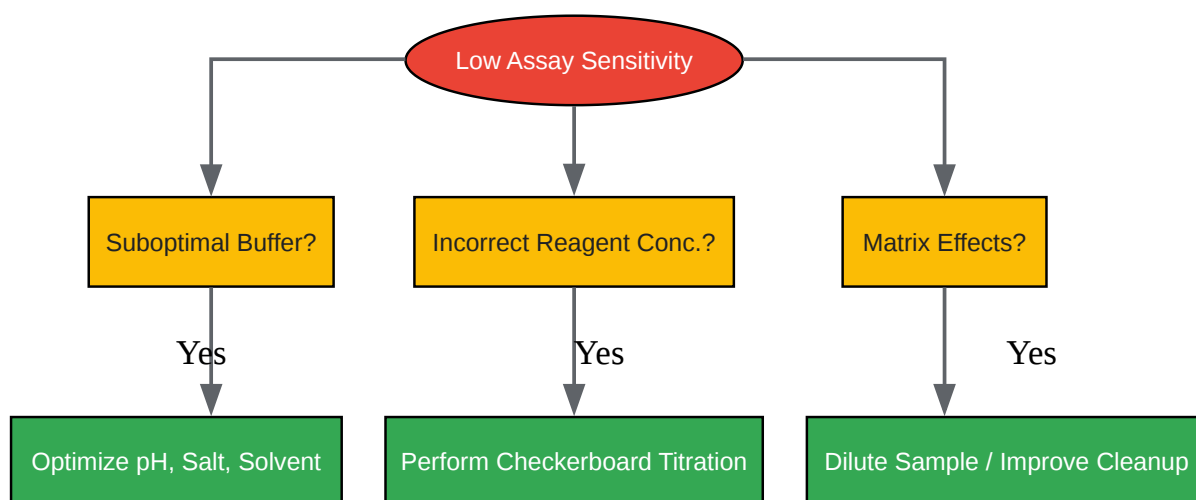 Low Assay Sensitivity
Suboptimal Buffer?
Incorrect Reagent Conc.?
Matrix Effects?
Yes
Yes
Yes
Optimize pH, Salt, Solvent
Perform Checkerboard Titration
Dilute Sample / Improve Cleanup